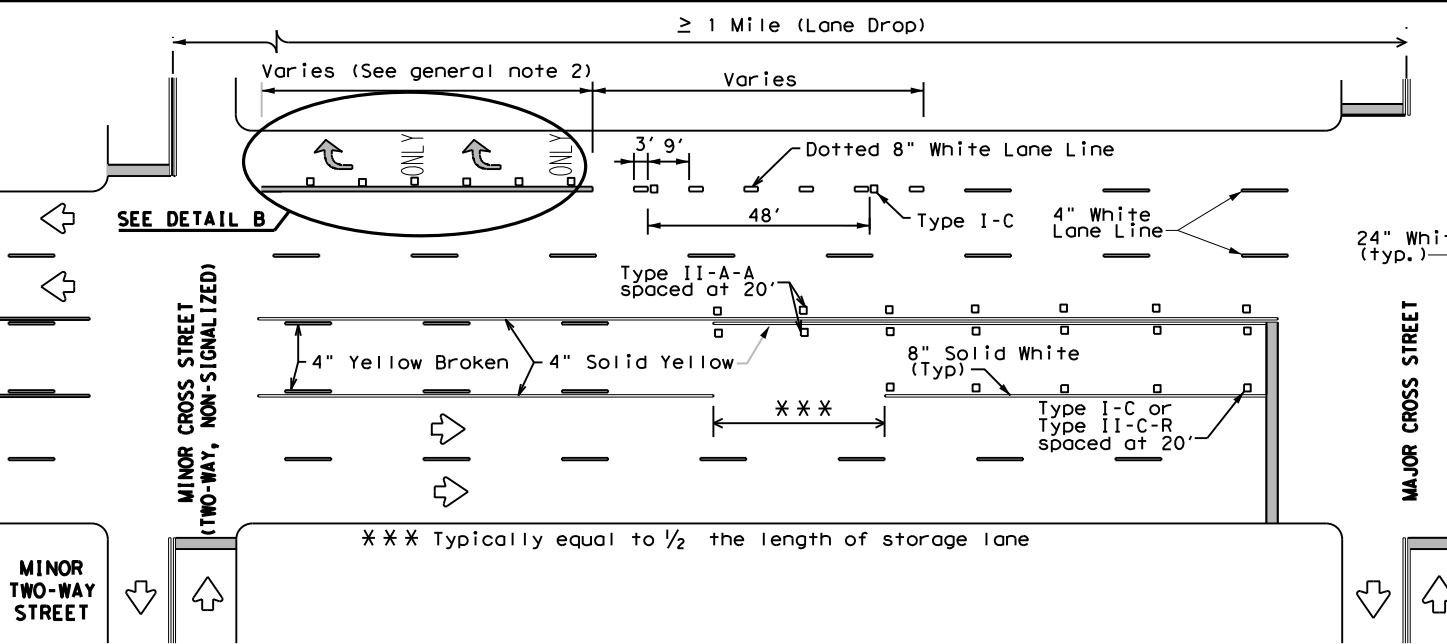 ≥ 1 Mile (Lane Drop)
Varies (See general note 2)
Varies
ONLY
ONLY
3' 9'
Dotted 8" White Lane Line
SEE DETAIL B
48'
Type I-C
4" White
Lane Line
24" Whi
(typ.)
Type II-A-A
spaced at 20'
MINOR CROSS STREET
(TWO-WAY, NON-SIGNALIZED)
4" Yellow Broken
4" Solid Yellow
8" Solid White
(Typ)
***
Type I-C or
Type II-C-R
spaced at 20'
MAJOR CROSS STREET
*** Typically equal to ½ the length of storage lane
MINOR
TWO-WAY
STREET